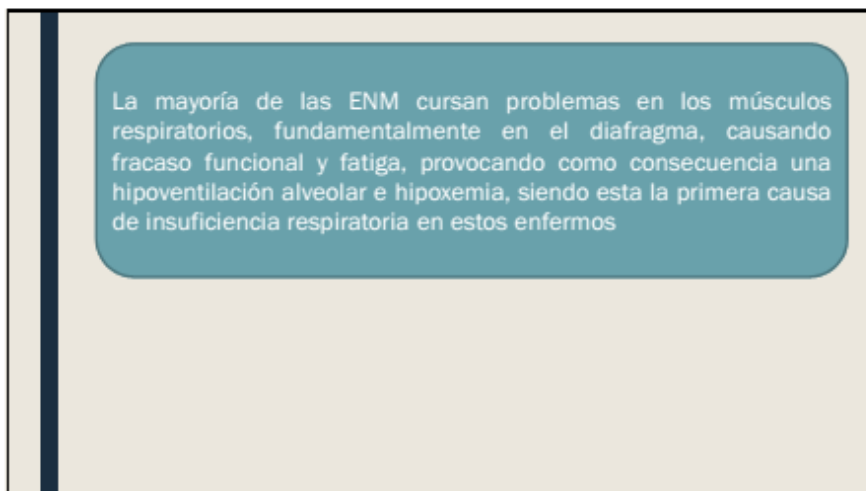 La mayoría de las ENM cursan problemas en los músculos
respiratorios, fundamentalmente en el diafragma, causando
fracaso funcional y fatiga, provocando como consecuencia una
hipoventilación alveolar e hipoxemia, siendo esta la primera causa
de insuficiencia respiratoria en estos enfermos